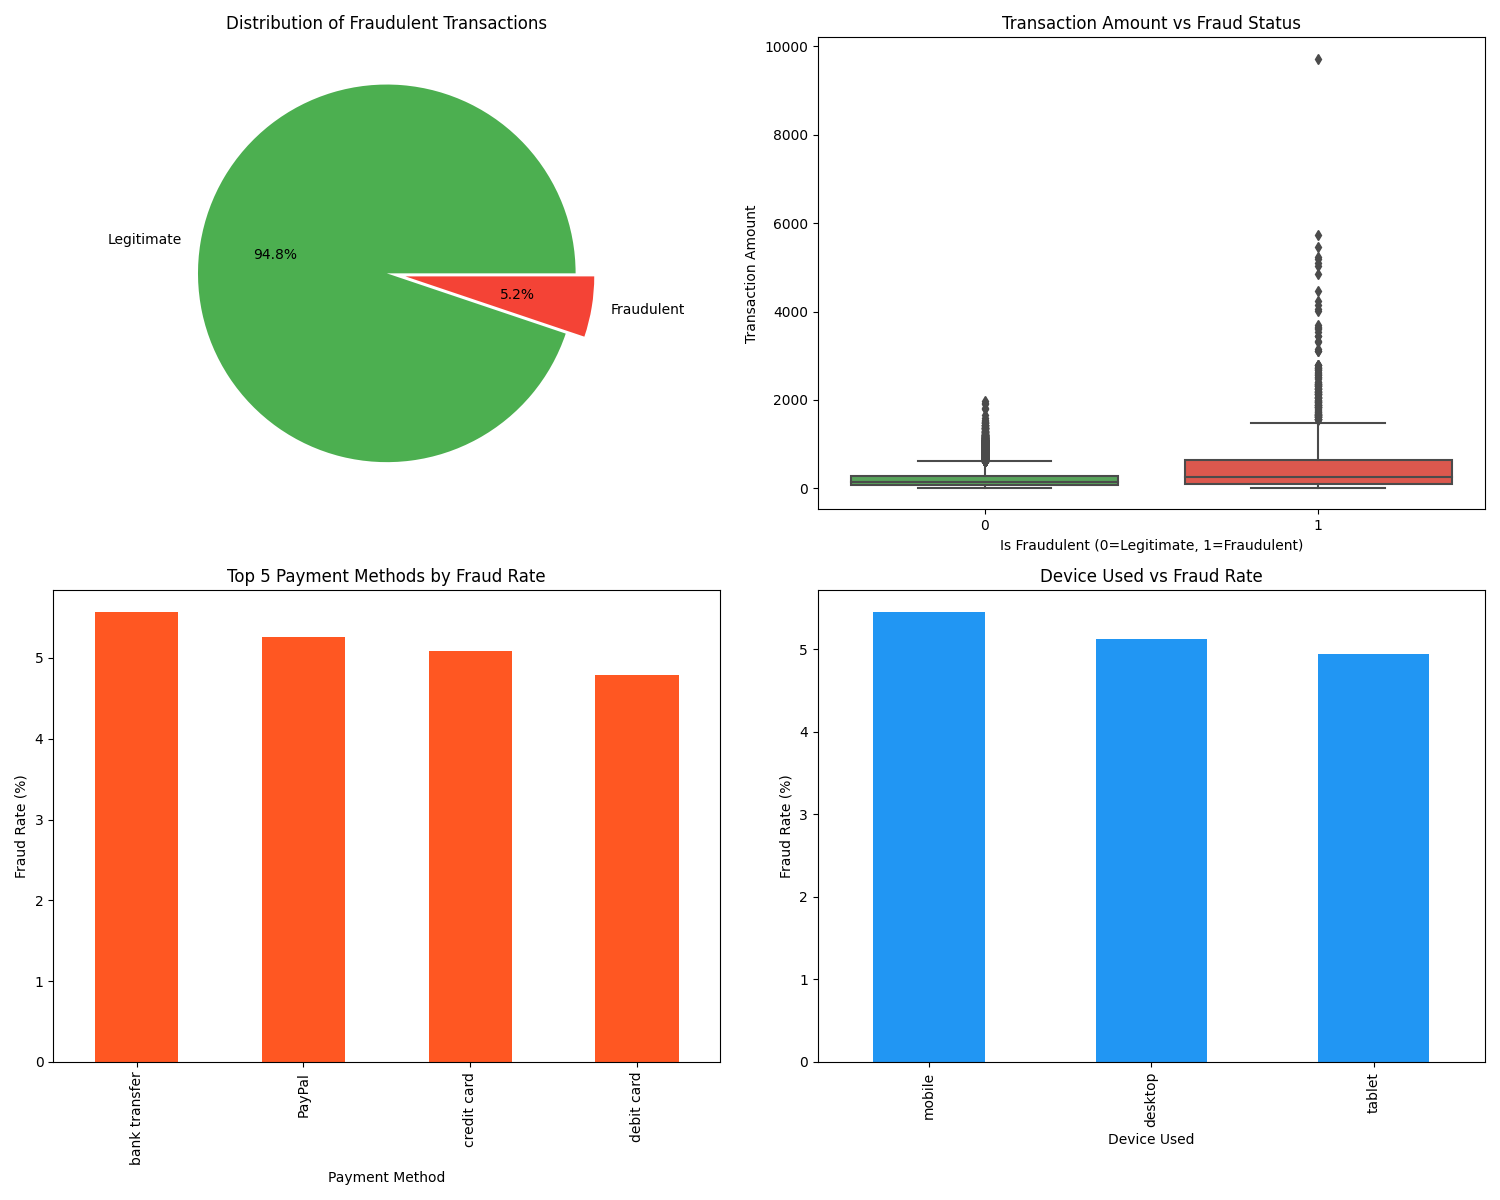 Distribution of Fraudulent Transactions
Legitimate
94.8%
5.2%
Fraudulent
Transaction Amount vs Fraud Status
Transaction Amount
10000
8000
6000
4000
2000
0
0
1
Is Fraudulent (0=Legitimate, 1=Fraudulent)
Top 5 Payment Methods by Fraud Rate
Fraud Rate (%)
5
4
3
2
1
0
bank transfer
PayPal
credit card
debit card
Payment Method
Device Used vs Fraud Rate
Fraud Rate (%)
5
4
3
2
1
0
mobile
desktop
tablet
Device Used